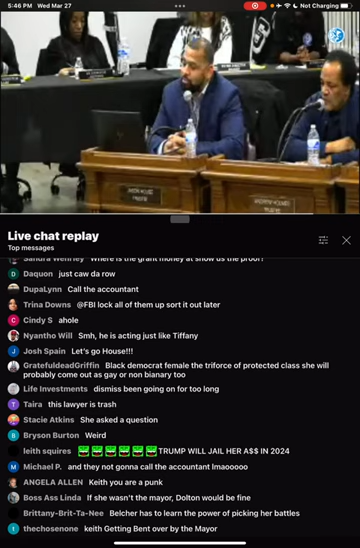 5:46 PM Wed Mar 27
Not Charging
Live chat replay
Top messages
Sandra Wembley Where is the grant money at show us the proof!
Daquon just caw da row
DupaLynn Call the accountant
Trina Downs @FBI lock all of them up sort it out later
Cindy S ahole
Nyantho Will Smh, he is acting just like Tiffany
Josh Spain Let's go House!!!
GratefuldeadGriffin Black democrat female the triforce of protected class she will
probably come out as gay or non bianary too
Life Investments dismiss been going on for too long
Taira this lawyer is trash
Stacie Atkins She asked a question
Bryson Burton Weird
leith squires TRUMP WILL JAIL HER A$$ IN 2024
Michael P. and they not gonna call the accountant lmaoooooo
ANGELA ALLEN Keith you are a punk
Boss Ass Linda If she wasn't the mayor, Dolton would be fine
Brittany-Brit-Ta-Nee Belcher has to learn the power of picking her battles
thechosenone keith Getting Bent over by the Mayor